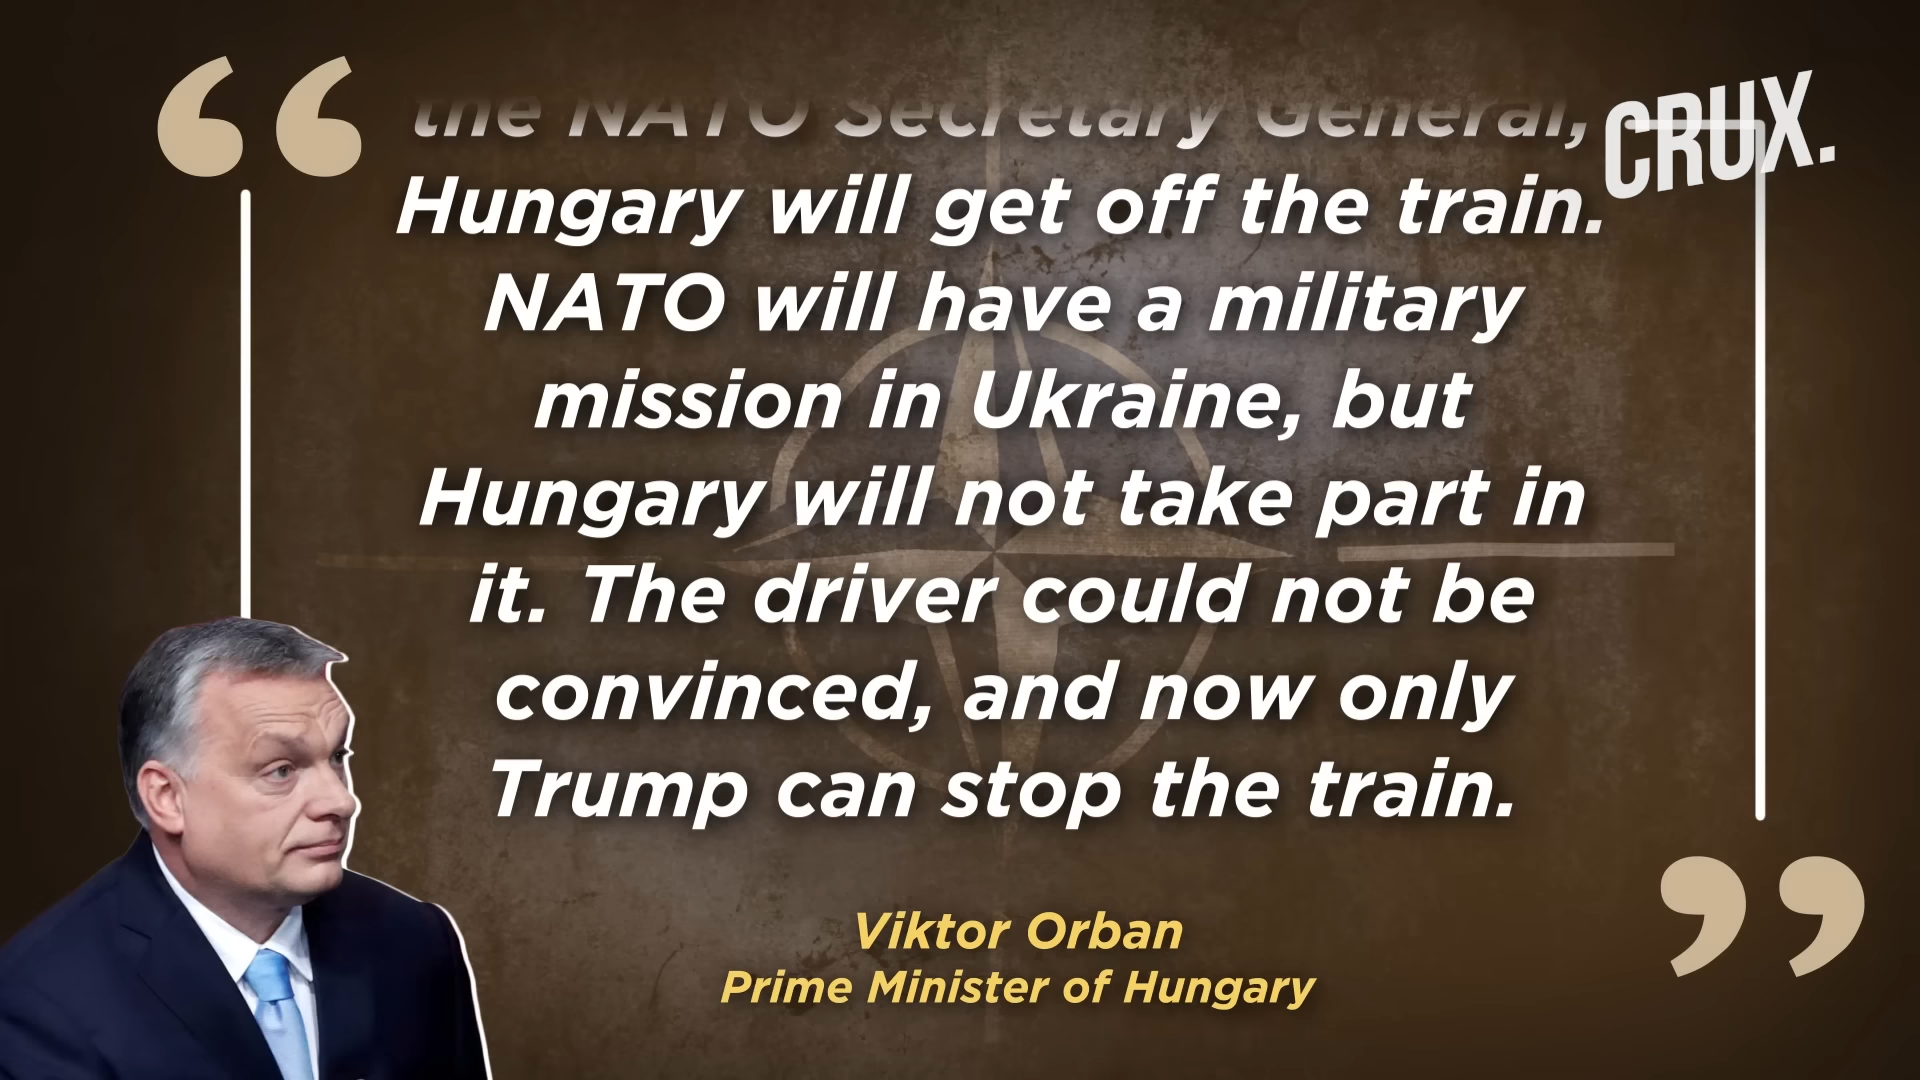 the NATO Secretary General,
CRUX.
Hungary will get off the train.
NATO will have a military
mission in Ukraine, but
Hungary will not take part in
it. The driver could not be
convinced, and now only
Trump can stop the train.
Viktor Orban
Prime Minister of Hungary